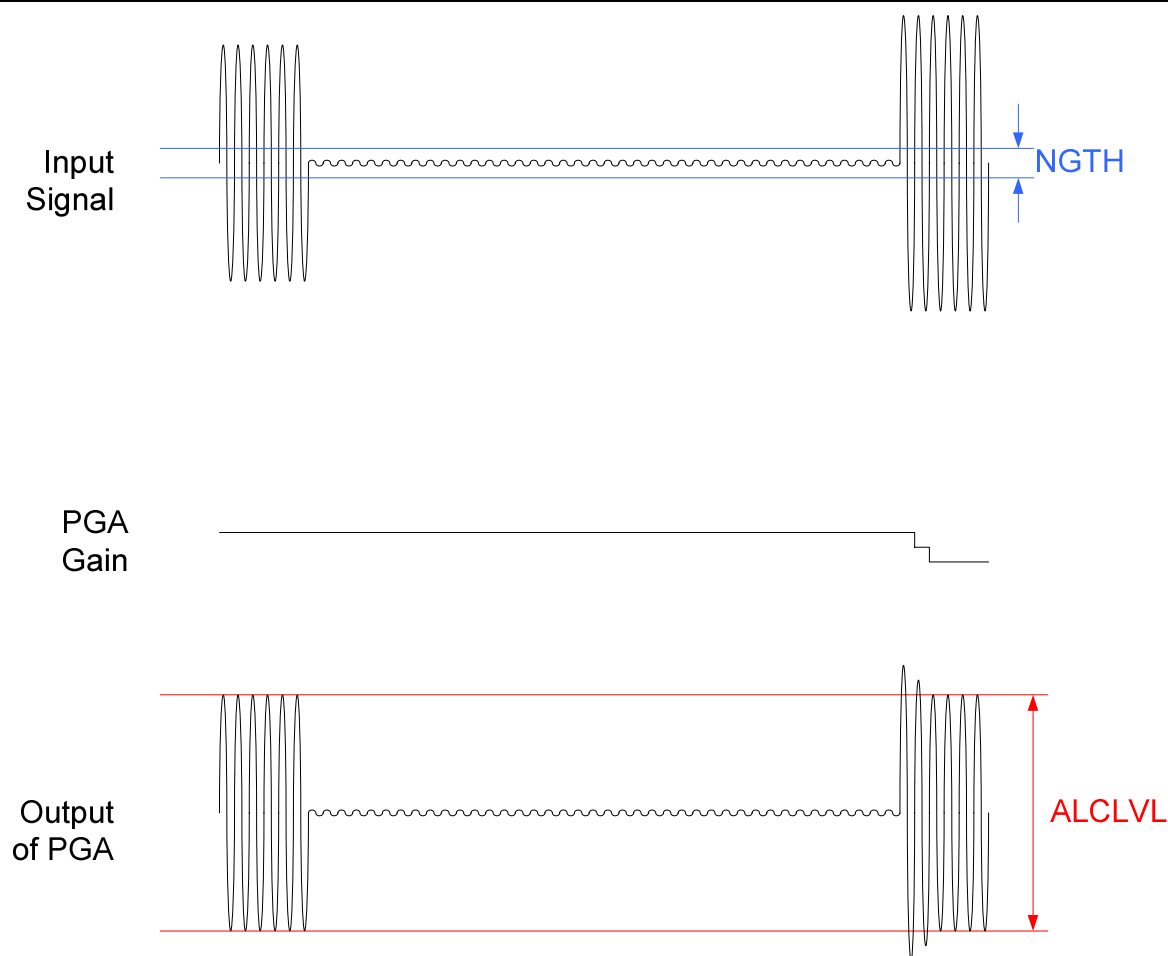 Input
Signal
NGTH
PGA
Gain
Output
of PGA
ALCLVL